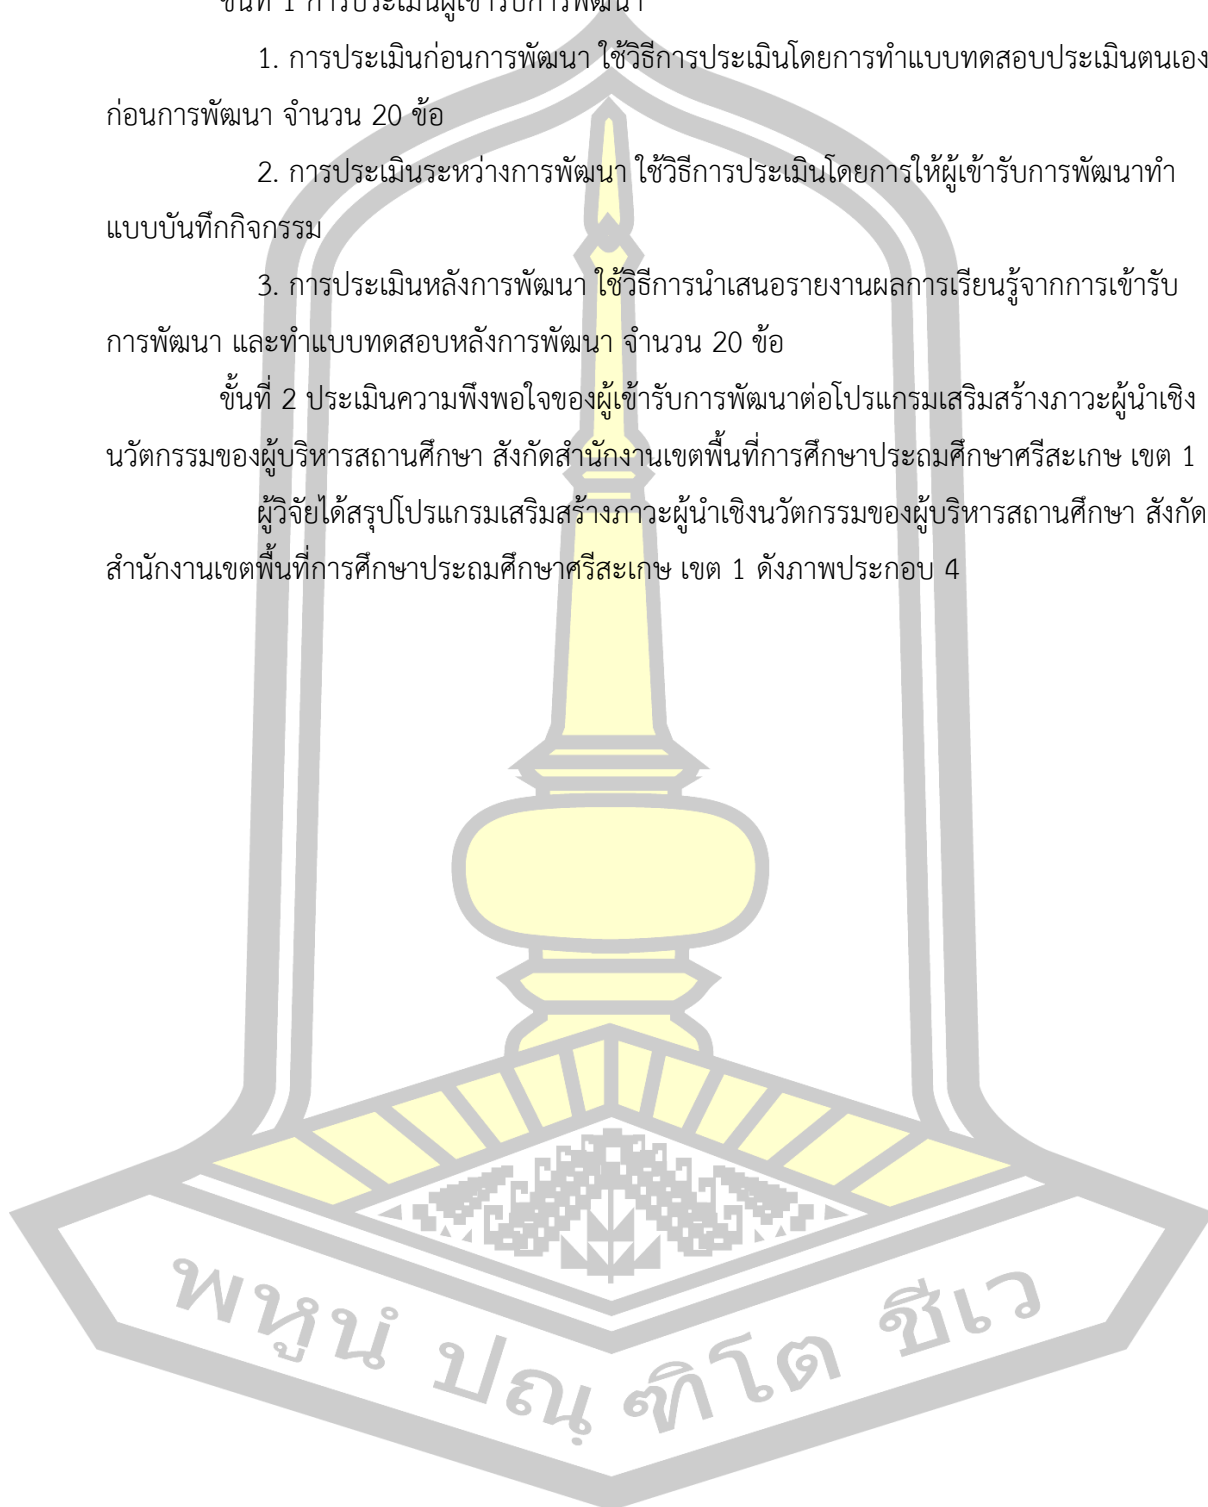 ขั้นที่ 1 การประเมินผู้เข้ารับการพัฒนา
1. การประเมินก่อนการพัฒนา ใช้วิธีการประเมินโดยการทำแบบทดสอบประเมินตนเอง
ก่อนการพัฒนา จำนวน 20 ข้อ
2. การประเมินระหว่างการพัฒนา ใช้วิธีการประเมินโดยการให้ผู้เข้ารับการพัฒนาทำ
แบบบันทึกกิจกรรม
3. การประเมินหลังการพัฒนา ใช้วิธีการนำเสนอรายงานผลการเรียนรู้จากการเข้ารับ
การพัฒนา และทำแบบทดสอบหลังการพัฒนา จำนวน 20 ข้อ
ขั้นที่ 2 ประเมินความพึงพอใจของผู้เข้ารับการพัฒนาต่อโปรแกรมเสริมสร้างภาวะผู้นำเชิง
นวัตกรรมของผู้บริหารสถานศึกษา สังกัดสำนักงานเขตพื้นที่การศึกษาประถมศึกษาศรีสะเกษ เขต 1
ผู้วิจัยได้สรุปโปรแกรมเสริมสร้างภาวะผู้นำเชิงนวัตกรรมของผู้บริหารสถานศึกษา สังกัด
สำนักงานเขตพื้นที่การศึกษาประถมศึกษาศรีสะเกษ เขต 1 ดังภาพประกอบ 4
พหูนํ ปณฺฑิโต ชีเว